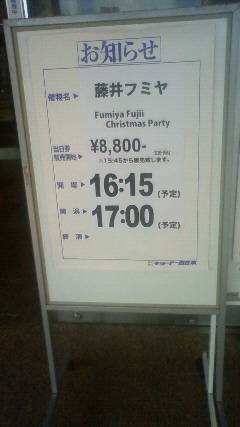 お知らせ
催物名▶ 藤井フミヤ
Fumiya Fujii
Christmas Party
当日券
販売開始▶ ¥8,800-
※15:45から販売致します。
開場▶ 16:15 (予定)
開演▶ 17:00 (予定)
終演▶